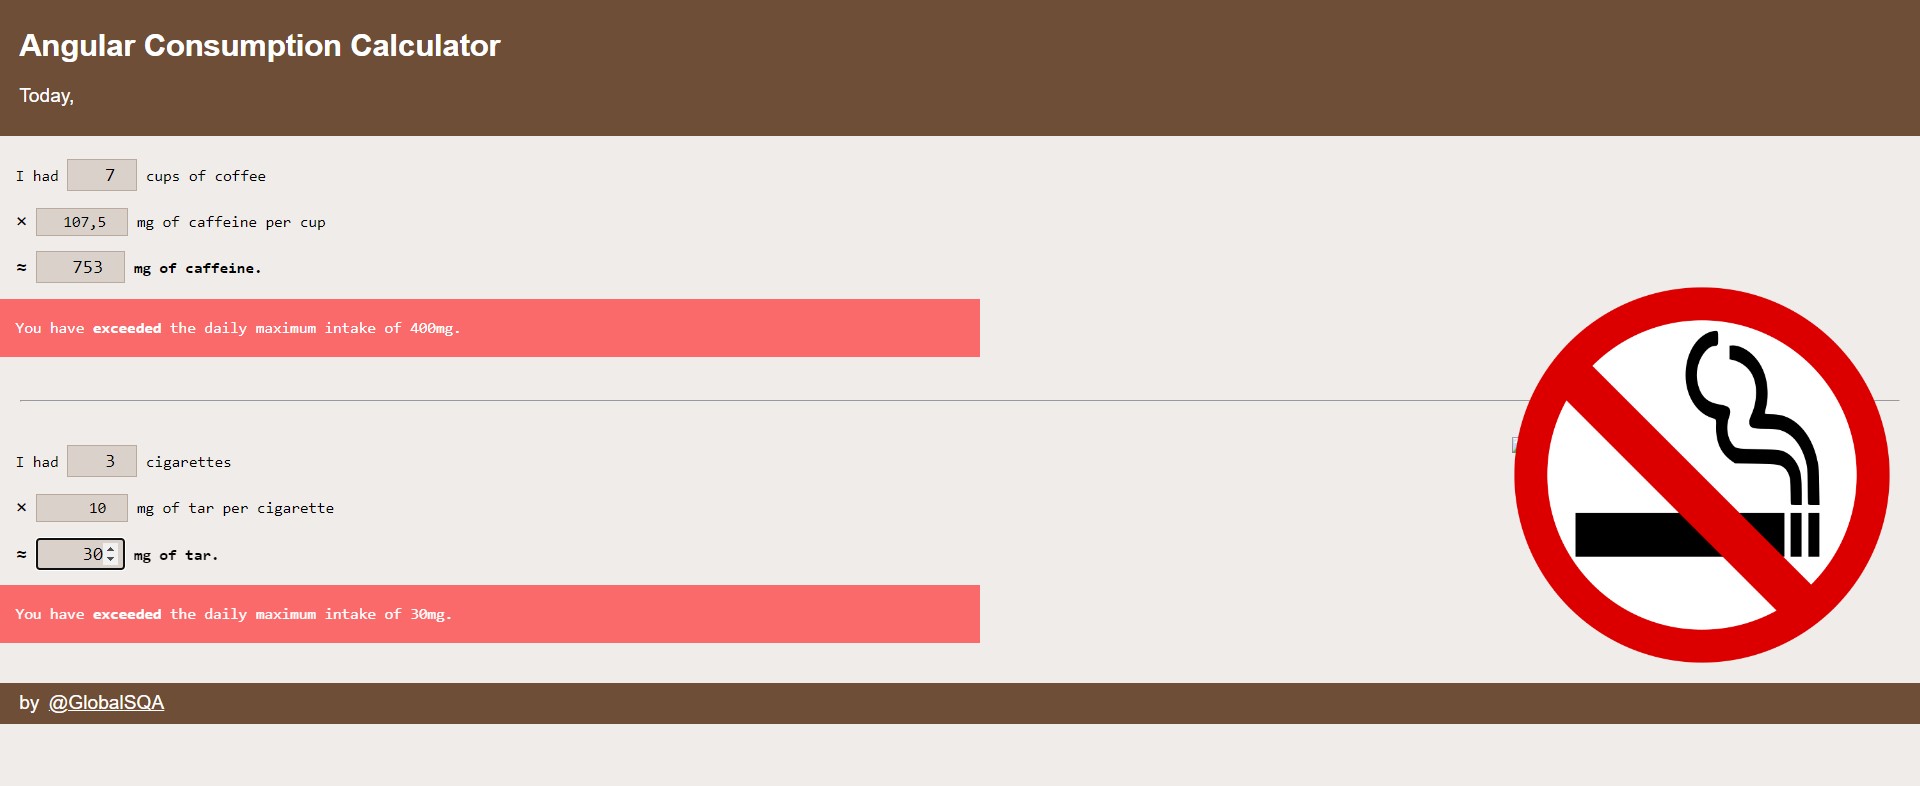 Angular Consumption Calculator
Today,
I had 7 cups of coffee
× 107,5 mg of caffeine per cup
≈ 753 mg of caffeine.
You have exceeded the daily maximum intake of 400mg.
I had 3 cigarettes
× 10 mg of tar per cigarette
≈ 30 mg of tar.
You have exceeded the daily maximum intake of 30mg.
by @GlobalSQA